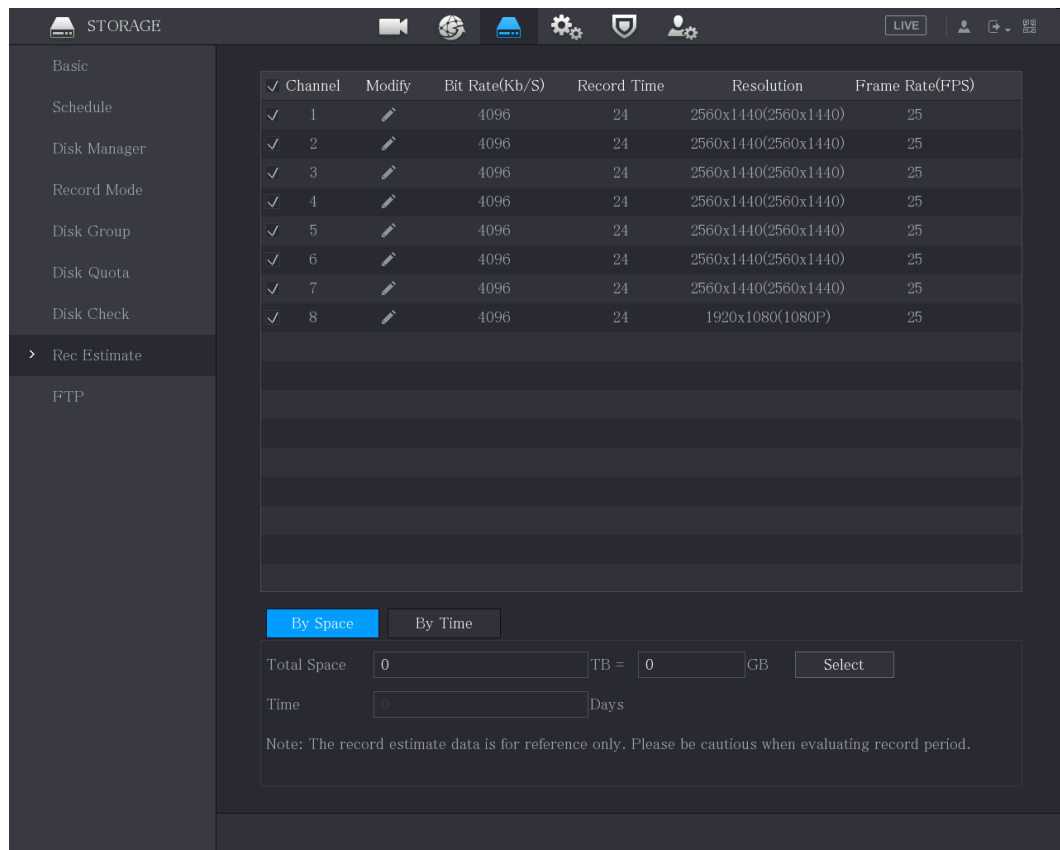 STORAGE LIVE
Basic
Schedule
Disk Manager
Record Mode
Disk Group
Disk Quota
Disk Check
Rec Estimate
FTP
Channel Modify Bit Rate(Kb/S) Record Time Resolution Frame Rate(FPS)
1 4096 24 2560x1440(2560x1440) 25
2 4096 24 2560x1440(2560x1440) 25
3 4096 24 2560x1440(2560x1440) 25
4 4096 24 2560x1440(2560x1440) 25
5 4096 24 2560x1440(2560x1440) 25
6 4096 24 2560x1440(2560x1440) 25
7 4096 24 2560x1440(2560x1440) 25
8 4096 24 1920x1080(1080P) 25
By Space By Time
Total Space 0 TB = 0 GB Select
Time 0 Days
Note: The record estimate data is for reference only. Please be cautious when evaluating record period.